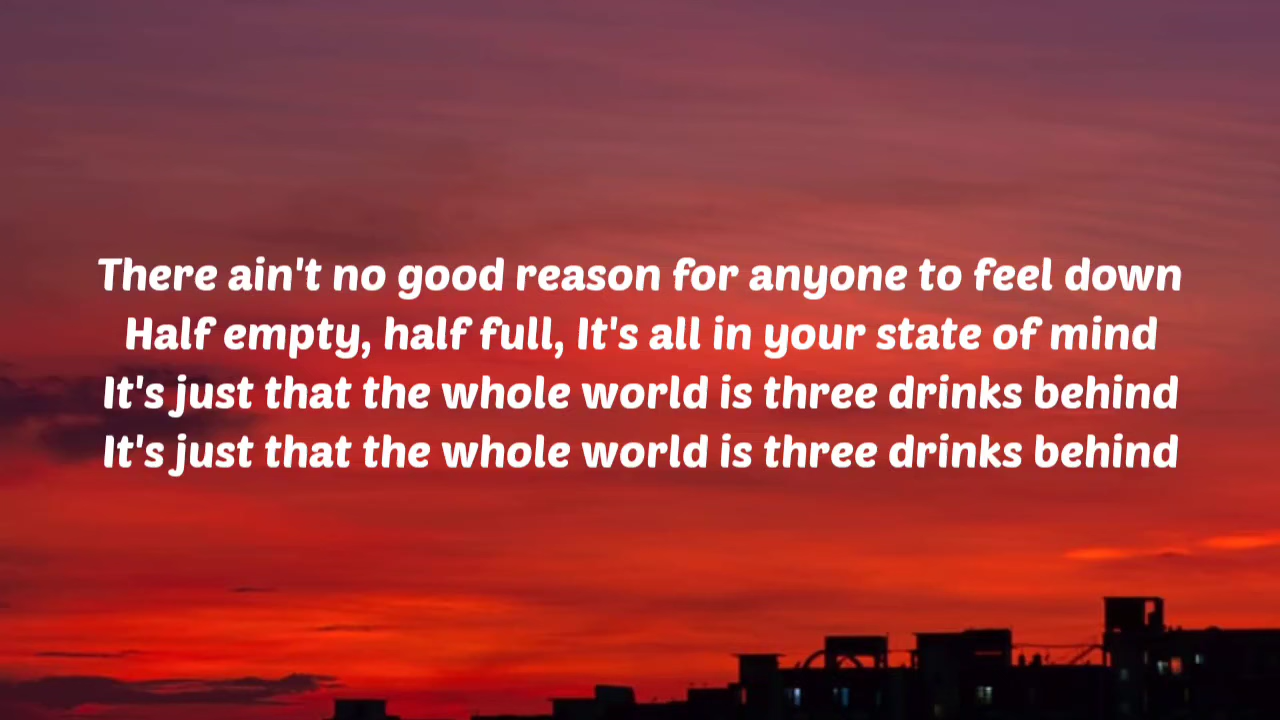 There ain't no good reason for anyone to feel down
Half empty, half full, It's all in your state of mind
It's just that the whole world is three drinks behind
It's just that the whole world is three drinks behind